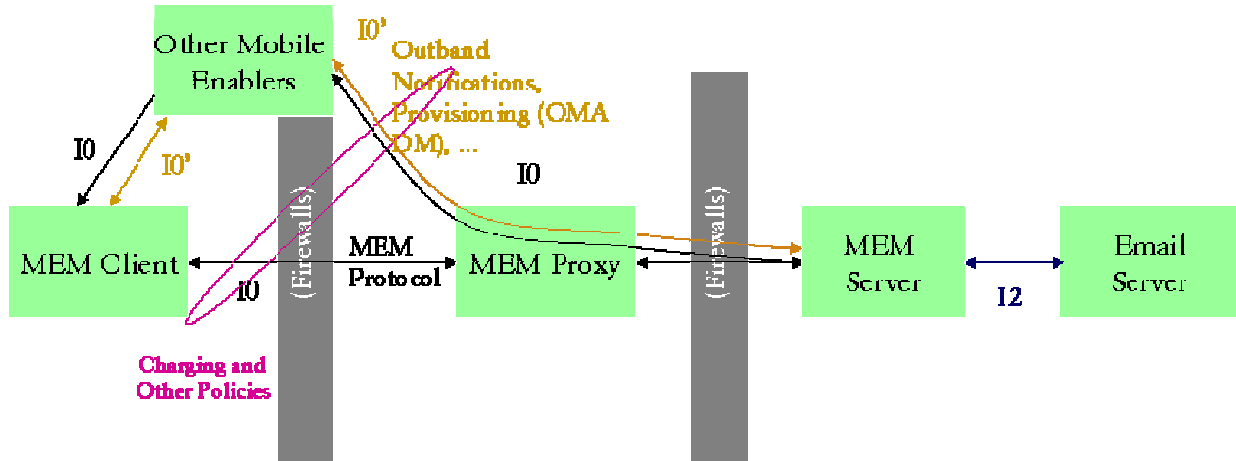 Other Mobile
Enablers
I0'
Outband
Notifications,
Provisioning (OMA
DM), ...
I0
I0'
I0
(Firewalls)
(Firewalls)
MEM Client
I0
MEM
Protocol
MEM Proxy
MEM
Server
I2
Email
Server
Charging and
Other Policies